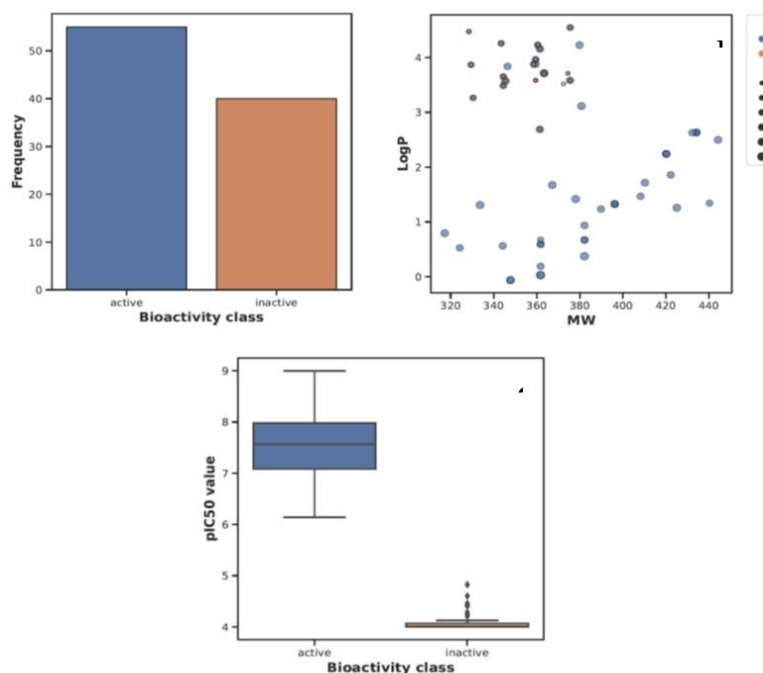 50
40
30
20
10
0
Frequency
active inactive
Bioactivity class
4
3
2
1
0
LogP
320 340 360 380 400 420 440
MW
9
8
7
6
5
4
pIC50 value
active inactive
Bioactivity class